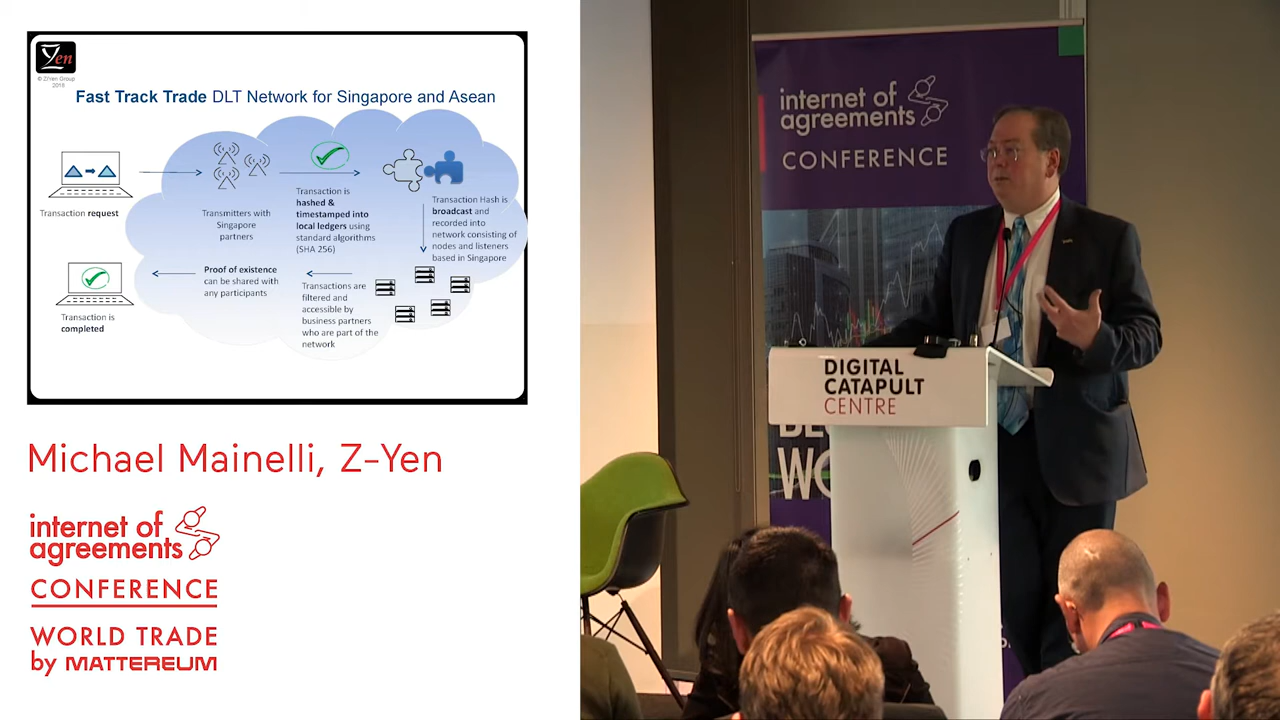 Zyen
© Z/Yen Group
2018
Fast Track Trade DLT Network for Singapore and Asean
Transaction request
Transmitters with
Singapore
partners
Transaction is
hashed &
timestamped into
local ledgers using
standard algorithms
(SHA 256)
Transaction Hash is
broadcast and
recorded into
network consisting of
nodes and listeners
based in Singapore
Transaction is
completed
Proof of existence
can be shared with
any participants
Transactions are
filtered and
accessible by
business partners
who are part of the
network
Michael Mainelli, Z-Yen
internet of
agreements
CONFERENCE
WORLD TRADE
by MATTEREUM
internet of
agreements
CONFERENCE
DIGITAL
CATAPULT
CENTRE